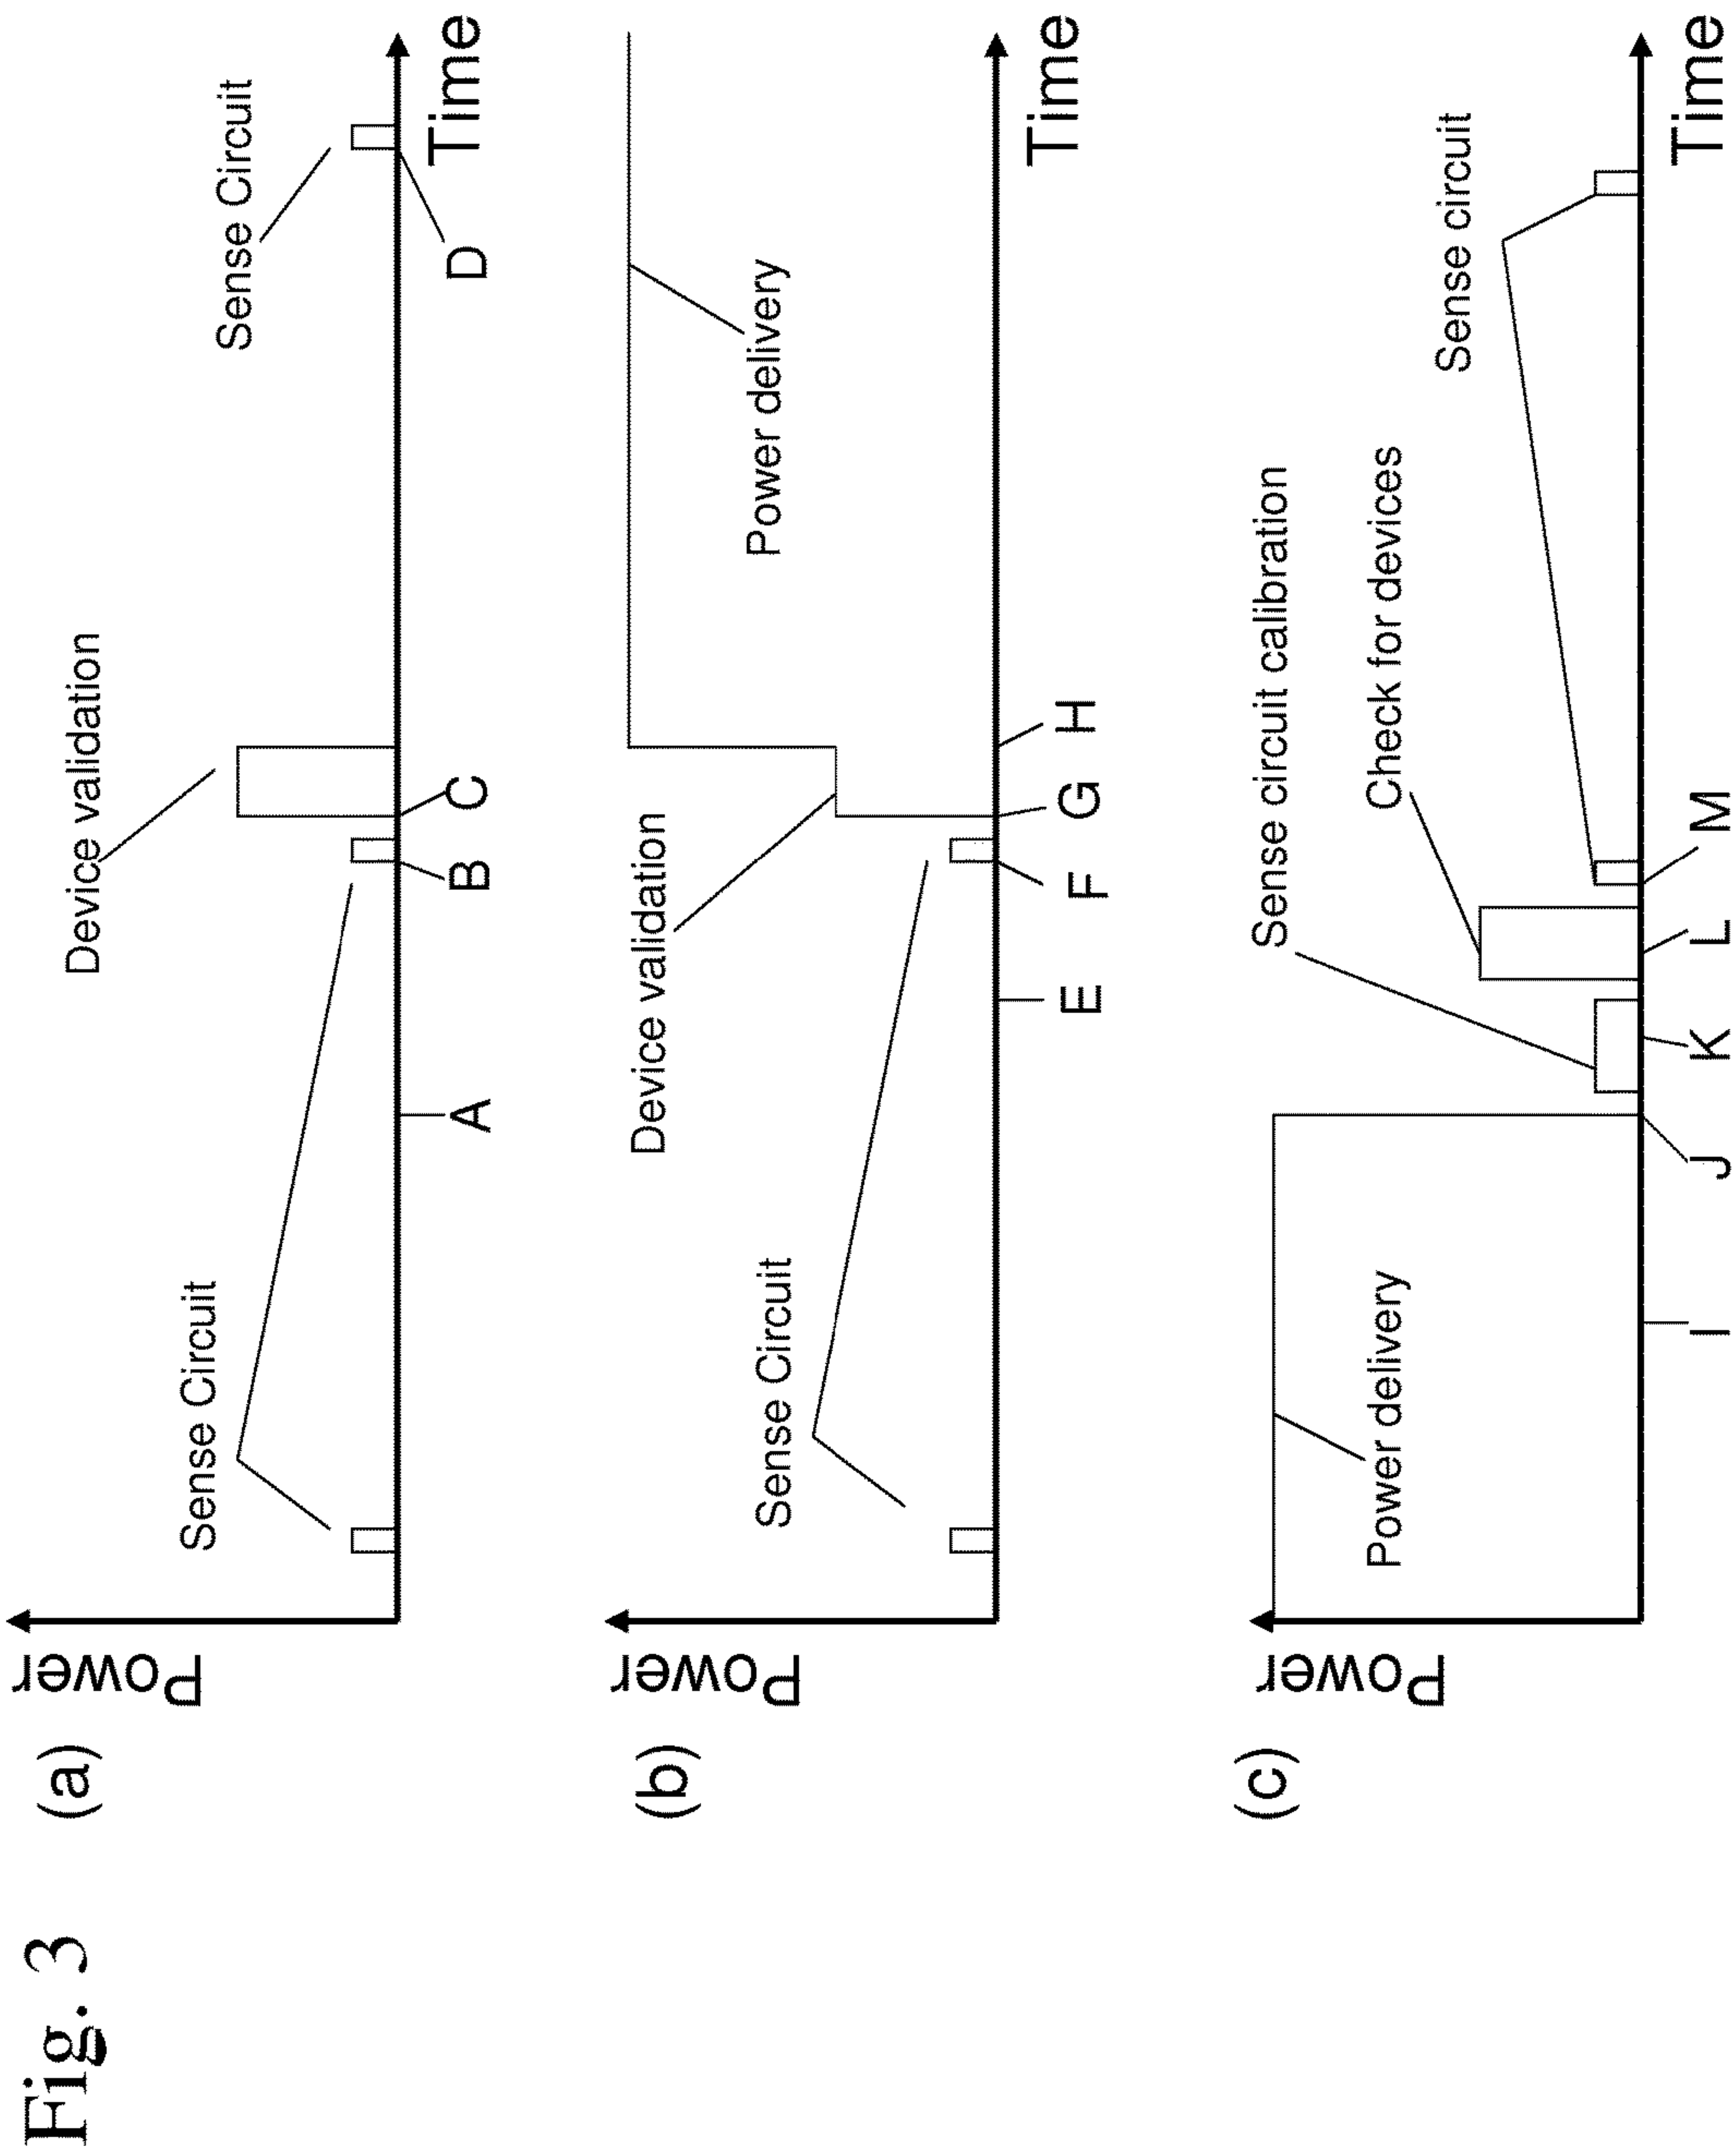 Fig. 3
(a)
Power
Device validation
Sense Circuit
Sense Circuit
A
B
C
D
Time
(b)
Power
Device validation
Power delivery
Sense Circuit
E
F
G
H
Time
(c)
Power
Sense circuit calibration
Power delivery
Check for devices
Sense circuit
I
J
K
L
M
Time